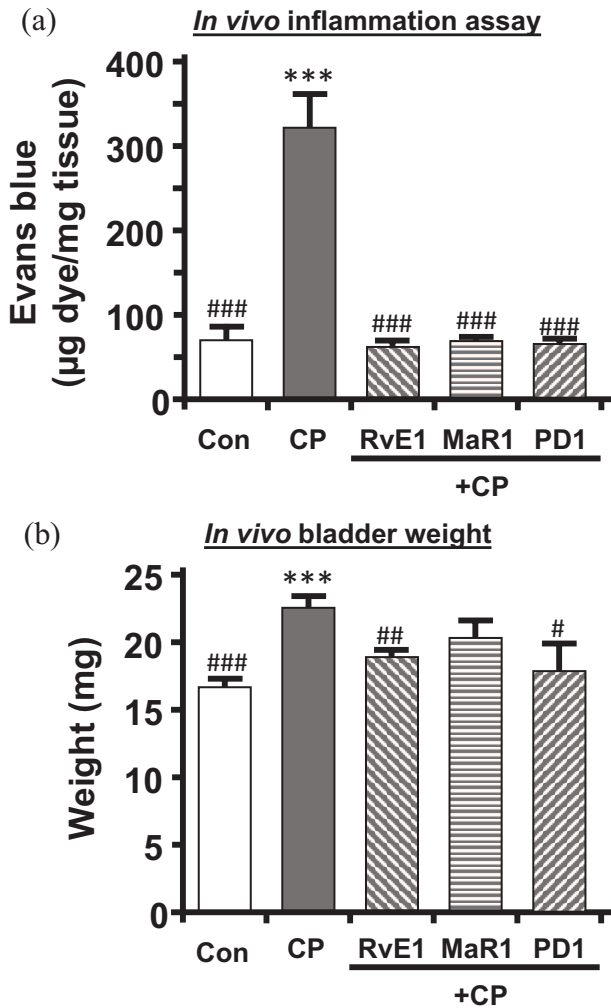 (a)
In vivo inflammation assay
Evans blue
(µg dye/mg tissue)
400
300
200
100
0
***
###
###
###
###
Con CP RvE1 MaR1 PD1
+CP
(b)
In vivo bladder weight
Weight (mg)
25
20
15
10
5
0
***
###
##
#
Con CP RvE1 MaR1 PD1
+CP